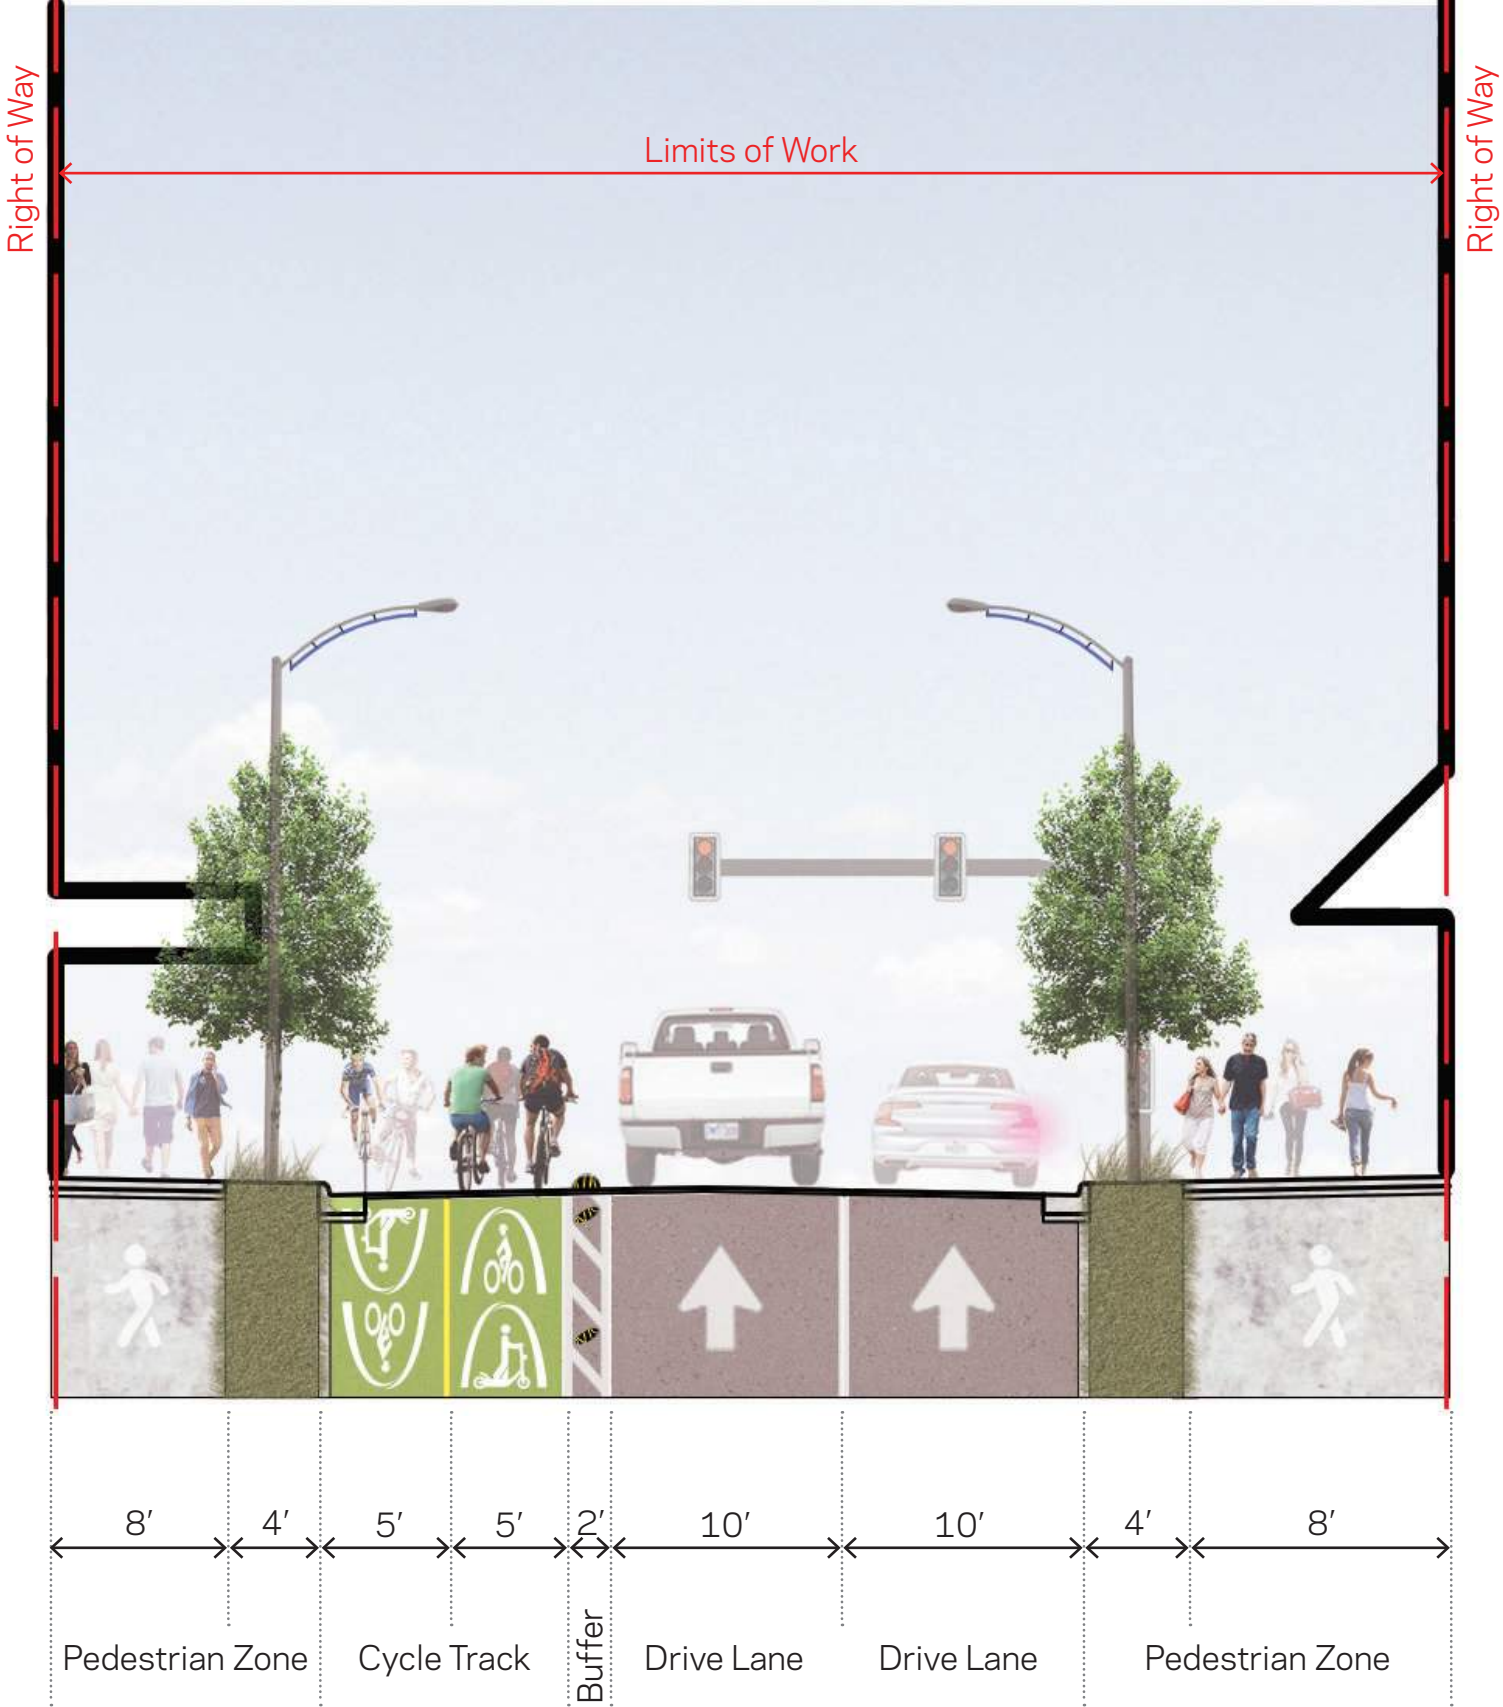 Right of Way
Limits of Work
Right of Way
8′ 4′ 5′ 5′ 2′ 10′ 10′ 4′ 8′
Pedestrian Zone Cycle Track Buffer Drive Lane Drive Lane Pedestrian Zone